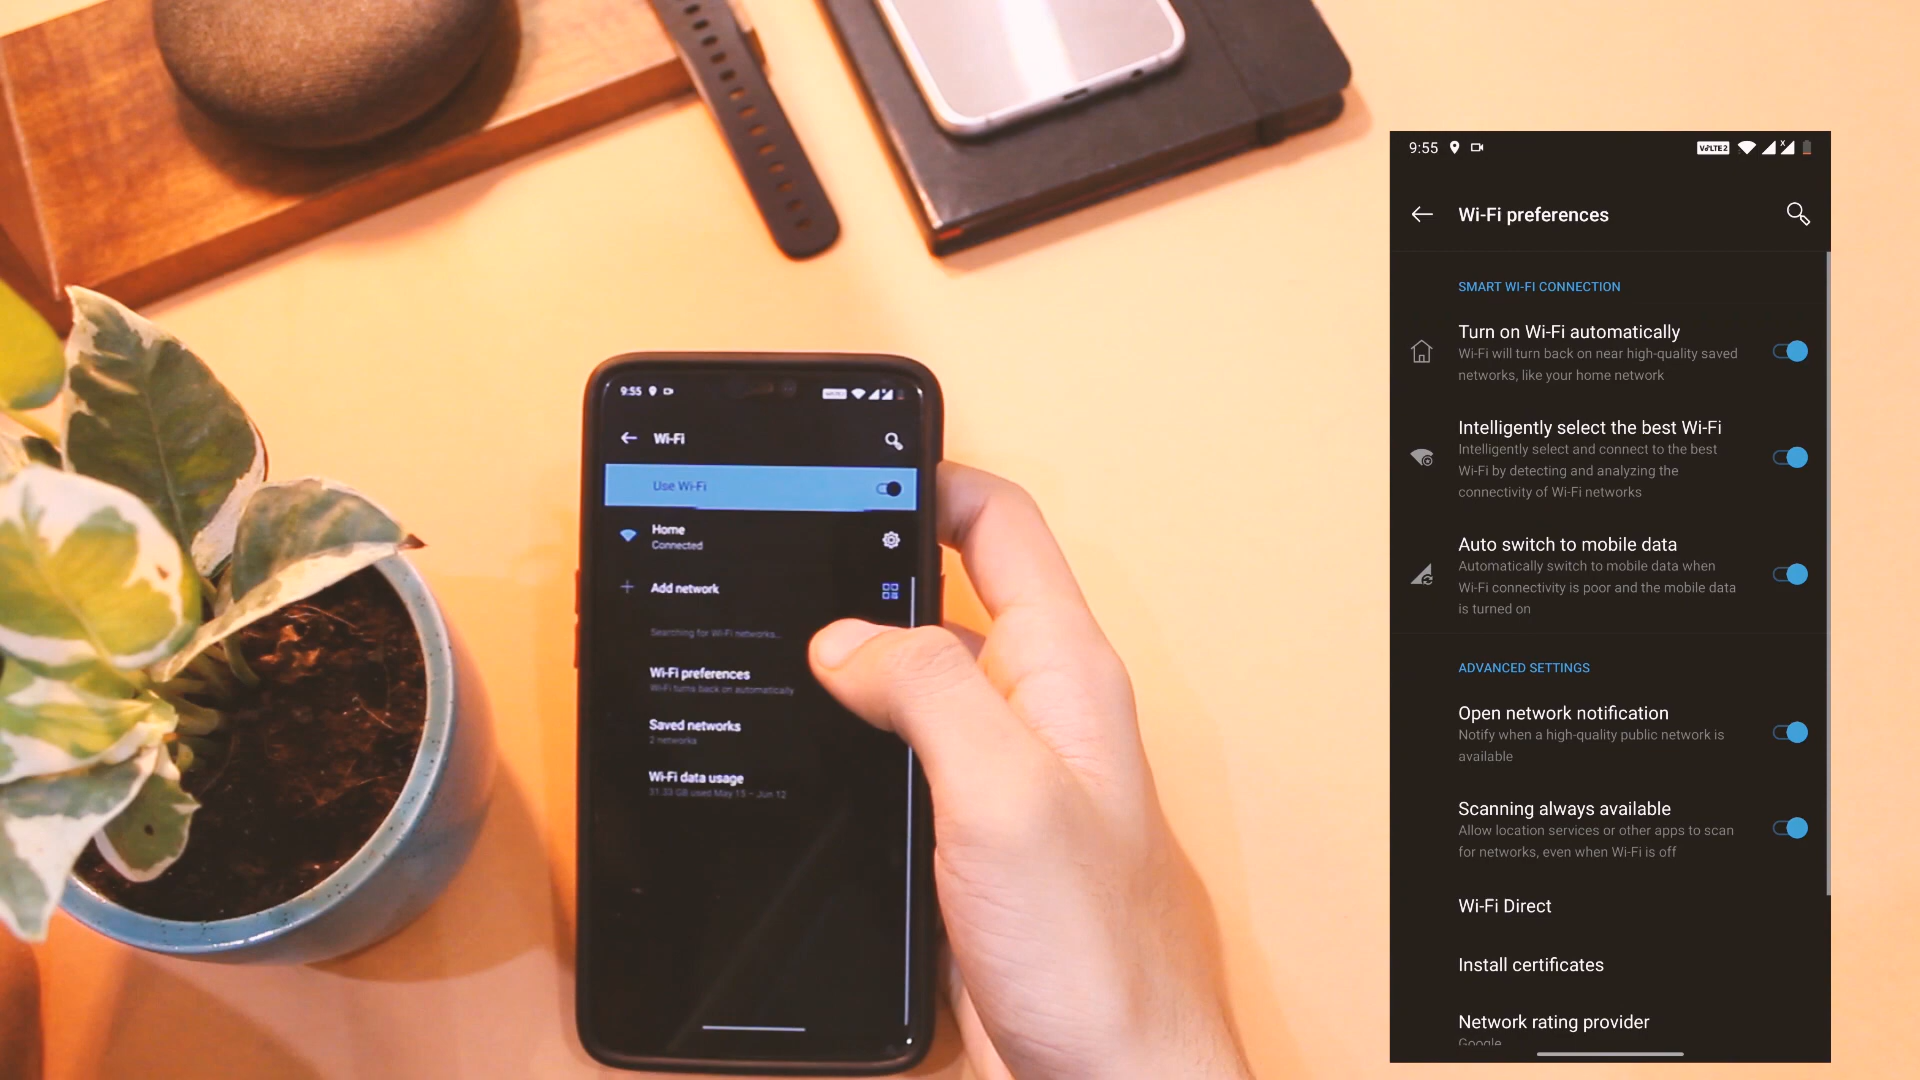 9:55
Wi-Fi
Use Wi-Fi
Home
Connected
Add network
Searching for Wi-Fi networks...
Wi-Fi preferences
Wi-Fi turns back on automatically
Saved networks
2 networks
Wi-Fi data usage
31.33 GB used May 15 – Jun 12
9:55
VoLTE2
x
Wi-Fi preferences
SMART WI-FI CONNECTION
Turn on Wi-Fi automatically
Wi-Fi will turn back on near high-quality saved
networks, like your home network
Intelligently select the best Wi-Fi
Intelligently select and connect to the best
Wi-Fi by detecting and analyzing the
connectivity of Wi-Fi networks
Auto switch to mobile data
Automatically switch to mobile data when
Wi-Fi connectivity is poor and the mobile data
is turned on
ADVANCED SETTINGS
Open network notification
Notify when a high-quality public network is
available
Scanning always available
Allow location services or other apps to scan
for networks, even when Wi-Fi is off
Wi-Fi Direct
Install certificates
Network rating provider
Google